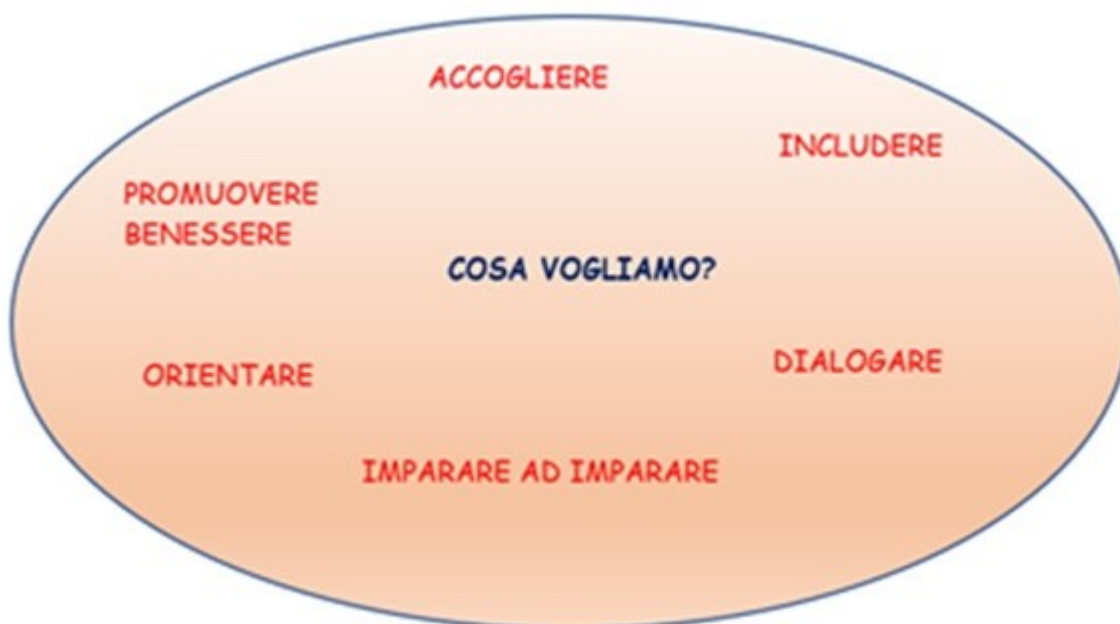 ACCOGLIERE
INCLUDERE
PROMUOVERE
BENESSERE
COSA VOGLIAMO?
DIALOGARE
ORIENTARE
IMPARARE AD IMPARARE